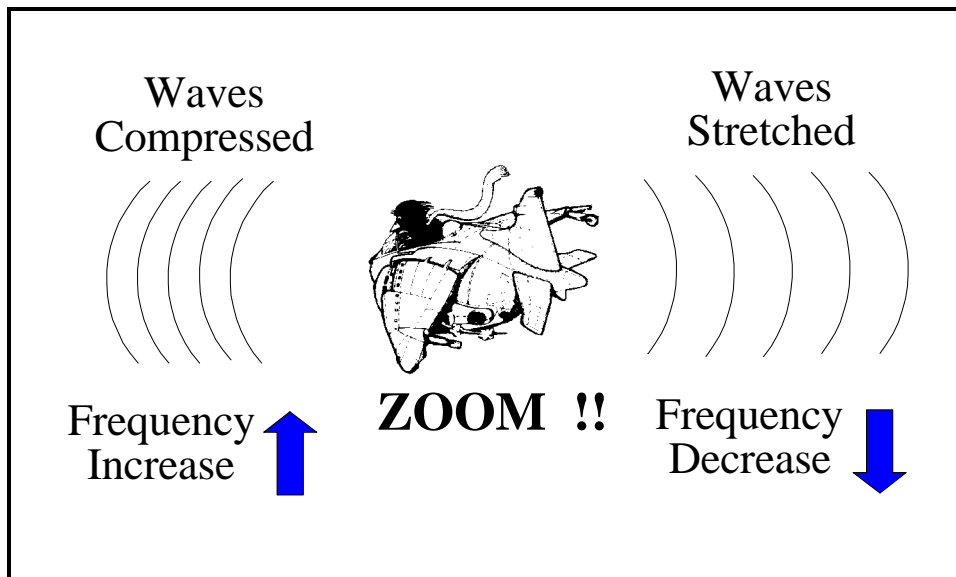 Waves
Compressed
Waves
Stretched
ZOOM !!
Frequency
Increase
Frequency
Decrease